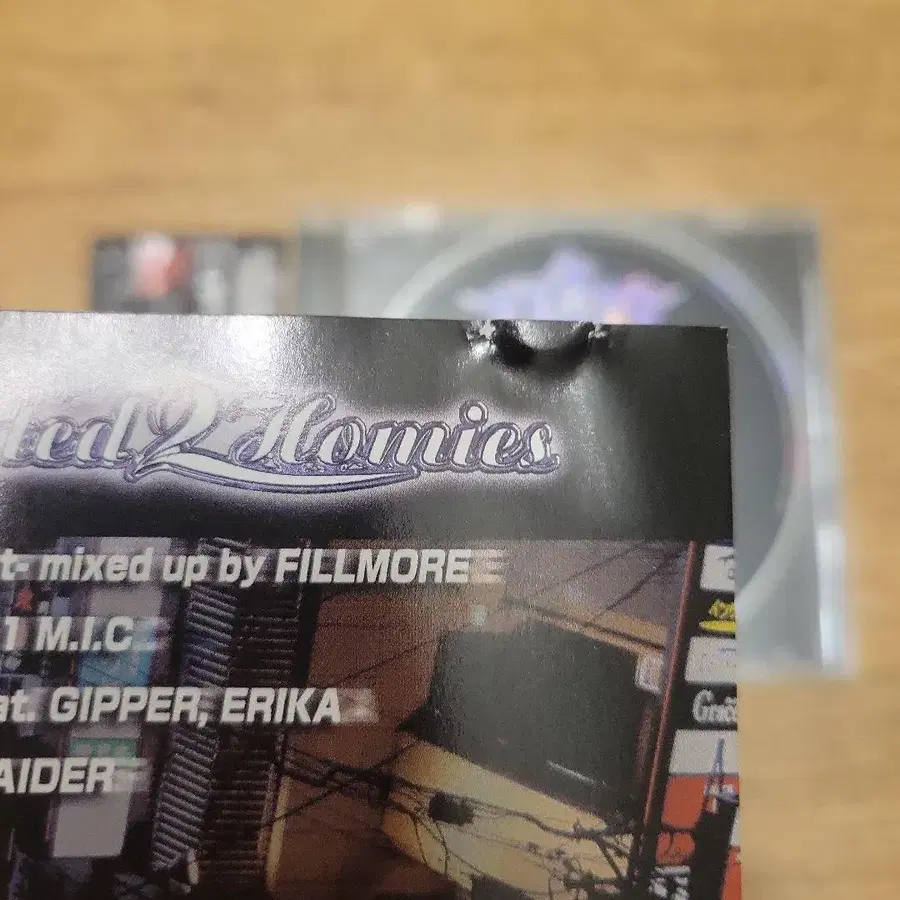 ted2Homies
t- mixed up by FILLMORE
1 M.I.C
at. GIPPER, ERIKA
AIDER